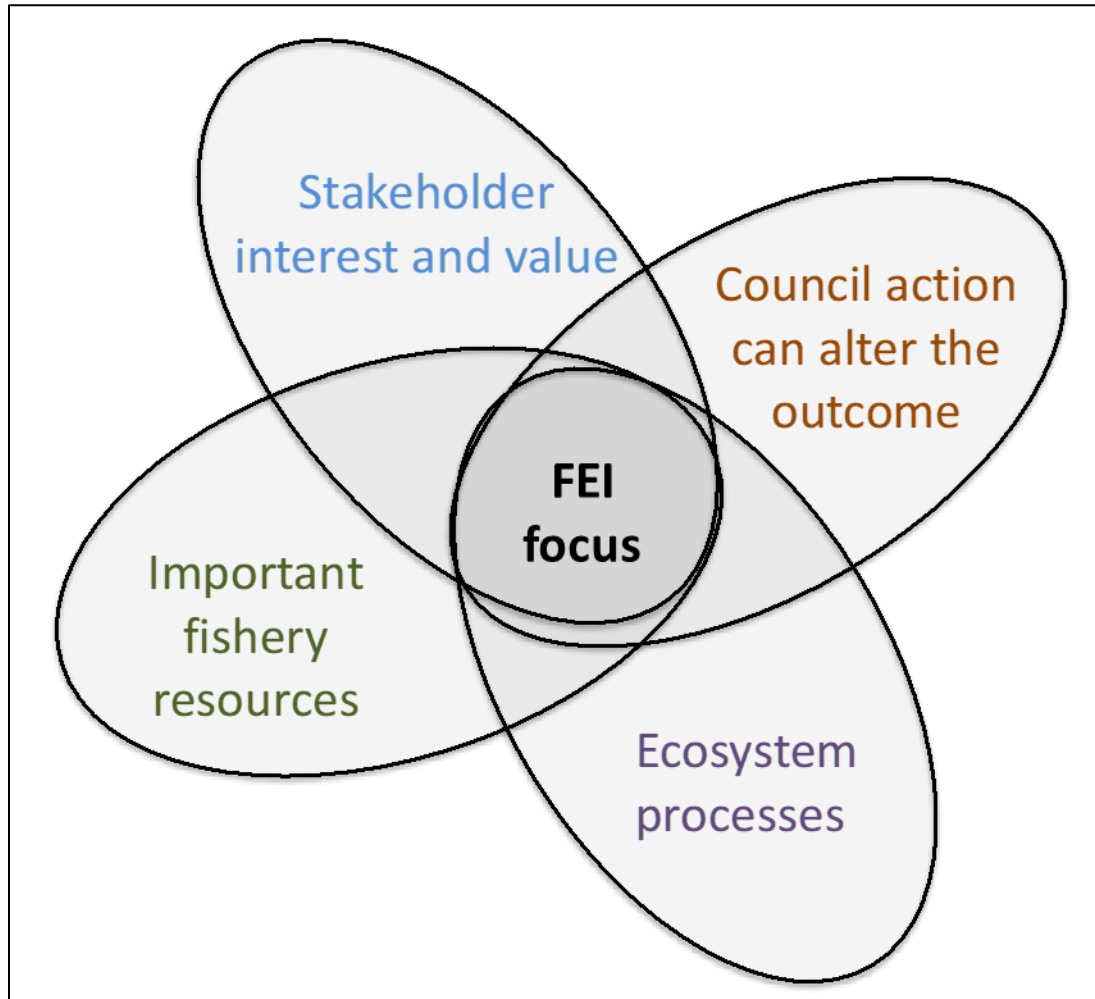 Stakeholder
interest and value
Council action
can alter the
outcome
FEI
focus
Important
fishery
resources
Ecosystem
processes